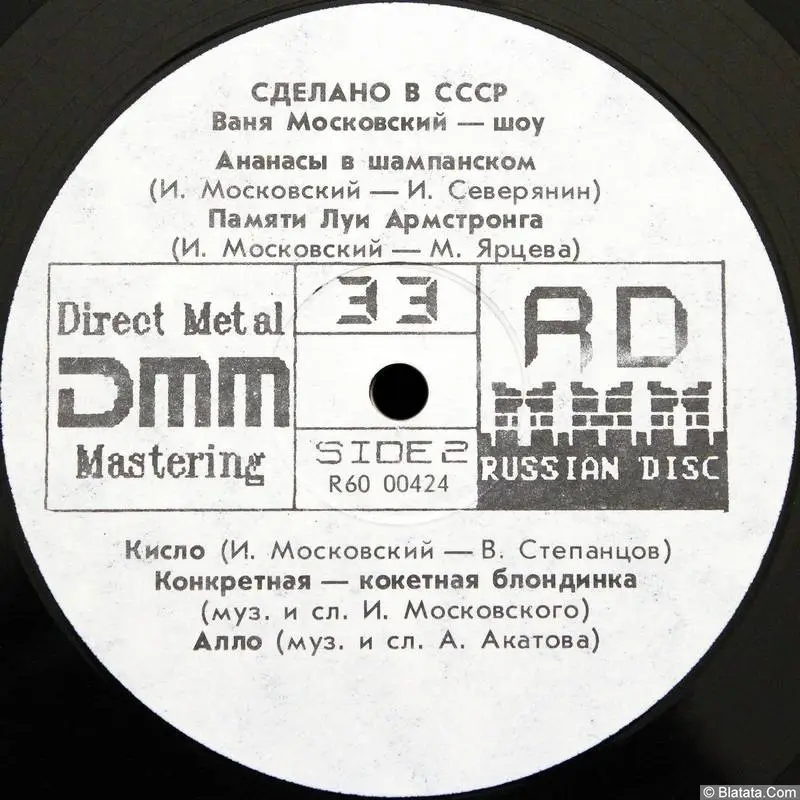 СДЕЛАНО В СССР
Ваня Московский — шоу
Ананасы в шампанском
(И. Московский — И. Северянин)
Памяти Луи Армстронга
(И. Московский — М. Ярцева)
Direct Metal
DMM
Mastering
33
SIDE 2
R60 00424
RD
RUSSIAN DISC
Кисло (И. Московский — В. Степанцов)
Конкретная — кокетная блондинка
(муз. и сл. И. Московского)
Алло (муз. и сл. А. Акатова)
© Blatata.Com